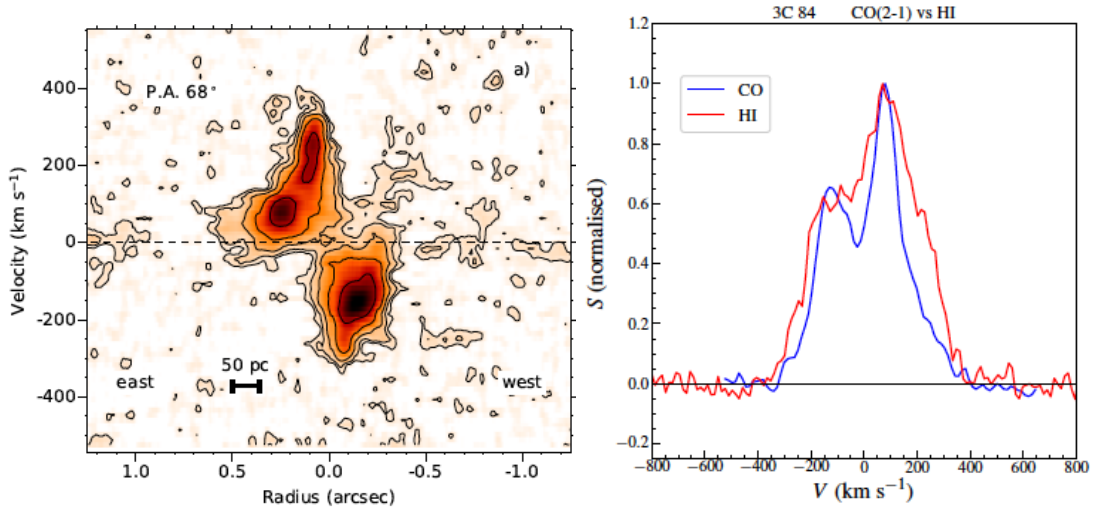 a)
P.A. 68°
Velocity (km s⁻¹)
400
200
0
-200
-400
50 pc
east
west
1.0
0.5
0.0
-0.5
-1.0
Radius (arcsec)
3C 84 CO(2-1) vs HI
CO
HI
S (normalised)
1.2
1.0
0.8
0.6
0.4
0.2
0.0
−0.2
−800
−600
−400
−200
0
200
400
600
800
V (km s⁻¹)